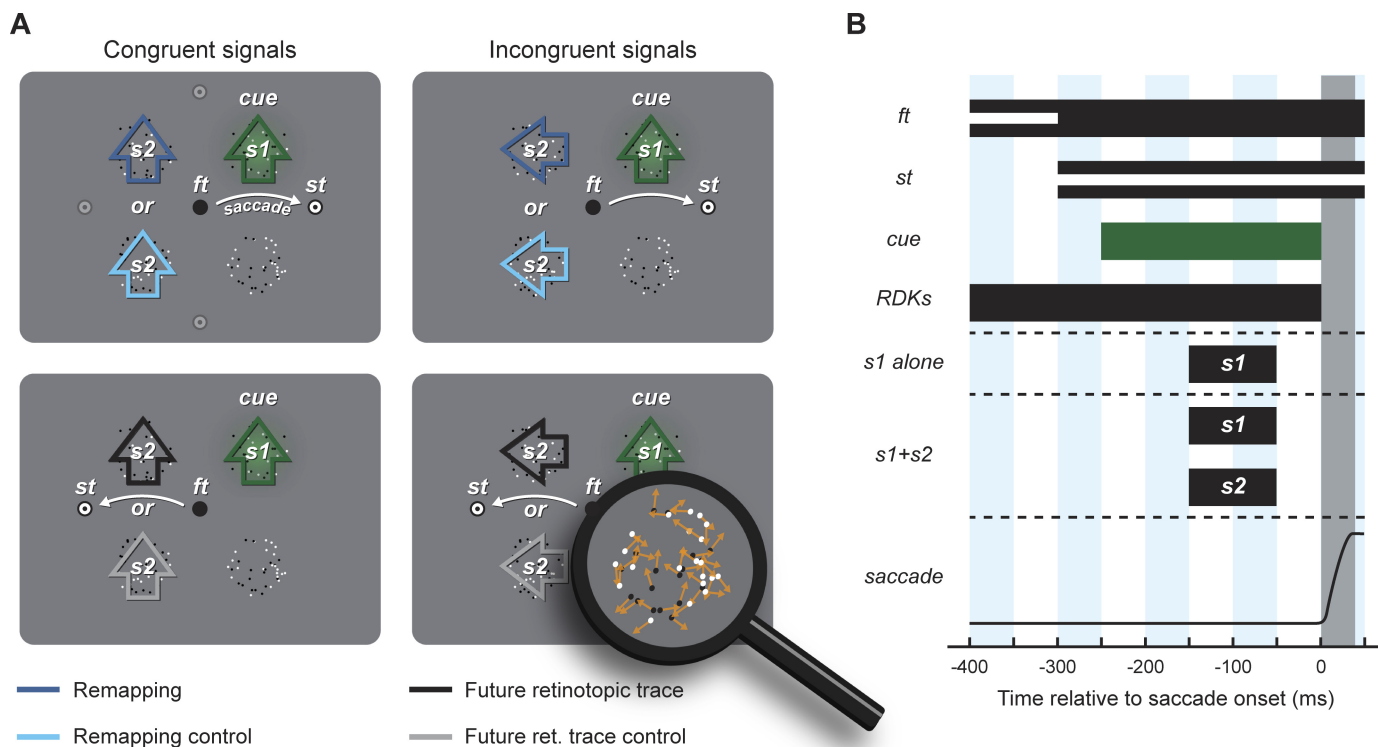 A
Congruent signals
Incongruent signals
cue
s2
s1
ft
st
or
saccade
s2
cue
s2
s1
ft
st
or
s2
cue
s2
s1
st
ft
or
s2
cue
s2
s1
st
ft
or
s2
Remapping
Remapping control
Future retinotopic trace
Future ret. trace control
B
ft
st
cue
RDKs
s1 alone
s1
s1+s2
s1
s2
saccade
-400
-300
-200
-100
0
Time relative to saccade onset (ms)